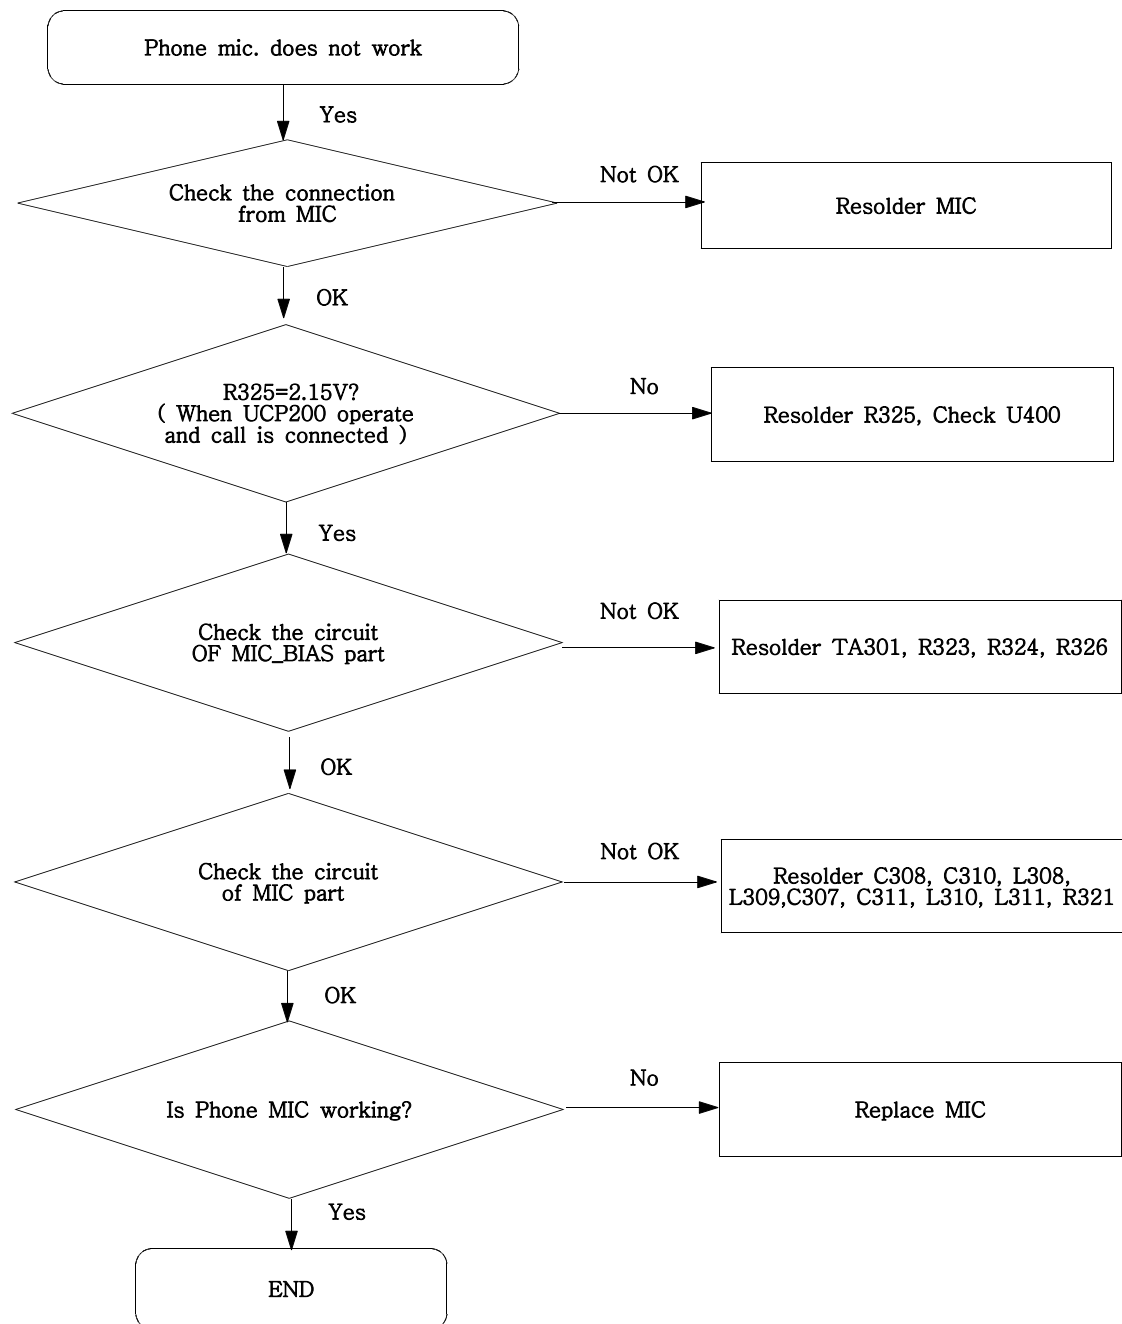 Phone mic. does not work
Yes
Check the connection
from MIC
Not OK
Resolder MIC
OK
R325=2.15V?
( When UCP200 operate
and call is connected )
No
Resolder R325, Check U400
Yes
Check the circuit
OF MIC_BIAS part
Not OK
Resolder TA301, R323, R324, R326
OK
Check the circuit
of MIC part
Not OK
Resolder C308, C310, L308,
L309,C307, C311, L310, L311, R321
OK
Is Phone MIC working?
No
Replace MIC
Yes
END